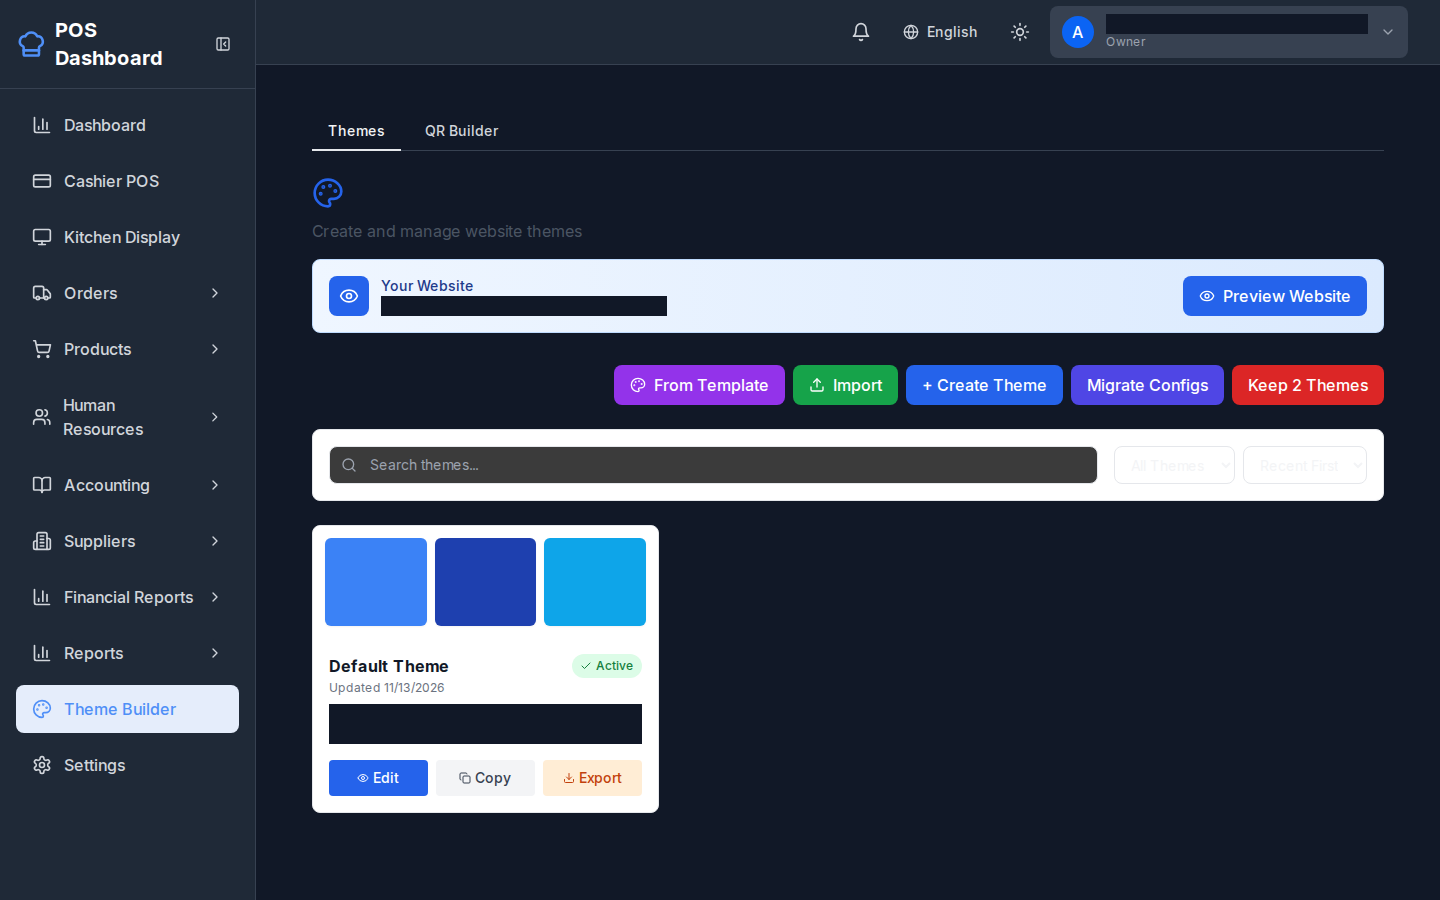 POS
Dashboard
English
A
Owner
Dashboard
Cashier POS
Kitchen Display
Orders
Products
Human
Resources
Accounting
Suppliers
Financial Reports
Reports
Theme Builder
Settings
Themes
QR Builder
Create and manage website themes
Your Website
Preview Website
From Template
Import
+ Create Theme
Migrate Configs
Keep 2 Themes
Search themes...
All Themes
Recent First
Default Theme
Active
Updated 11/13/2026
Edit
Copy
Export